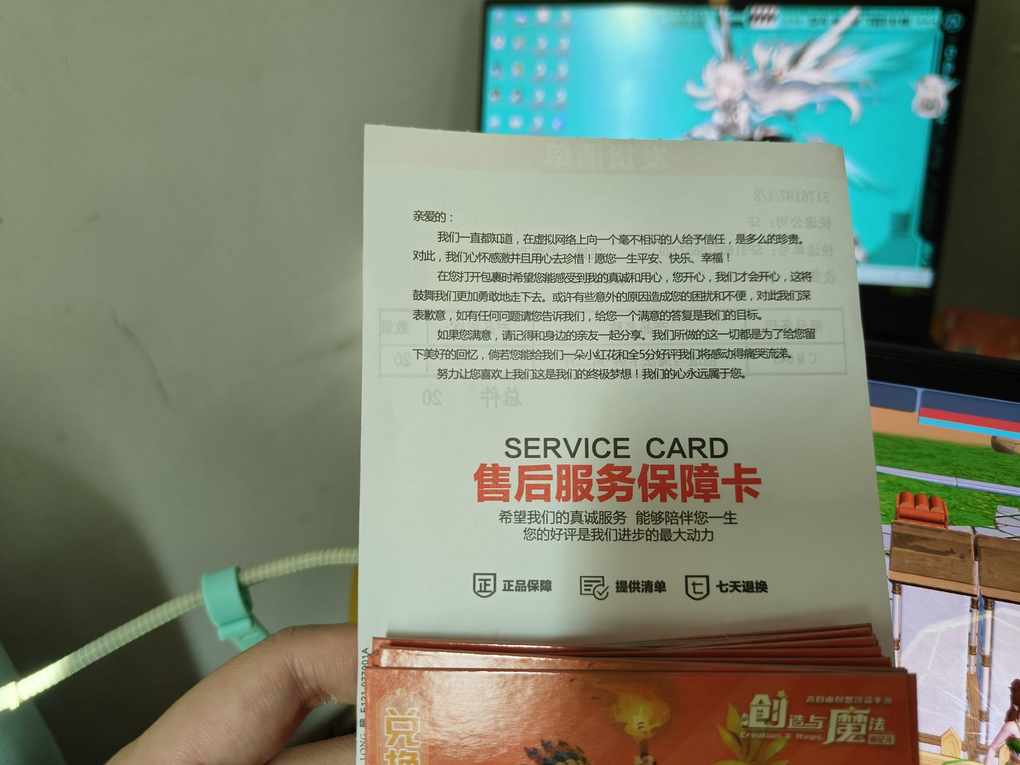 亲爱的：
我们一直都知道，在虚拟网络上向一个毫不相识的人给予信任，是多么的珍贵。
对此，我们心怀感激并且用心去珍惜！愿您一生平安、快乐、幸福！
在您打开包裹时希望您能感受到我的真诚和用心，您开心，我们才会开心，这将
鼓舞我们更加勇敢地走下去。或许有些意外的原因造成您的困扰和不便，对此我们深
表歉意，如有任何问题请您告诉我们，给您一个满意的答复是我们的目标。
如果您满意，请记得和身边的亲友一起分享。我们所做的这一切都是为了给您留
下美好的回忆，倘若您能给我们一朵小红花和全5分好评我们将感动得痛哭流涕。
努力让您喜欢上我们这是我们的终极梦想！我们的心永远属于您。
SERVICE CARD
售后服务保障卡
希望我们的真诚服务 能够陪伴您一生
您的好评是我们进步的最大动力
正 正品保障 提供清单 七 七天退换
兑换
创造与魔法